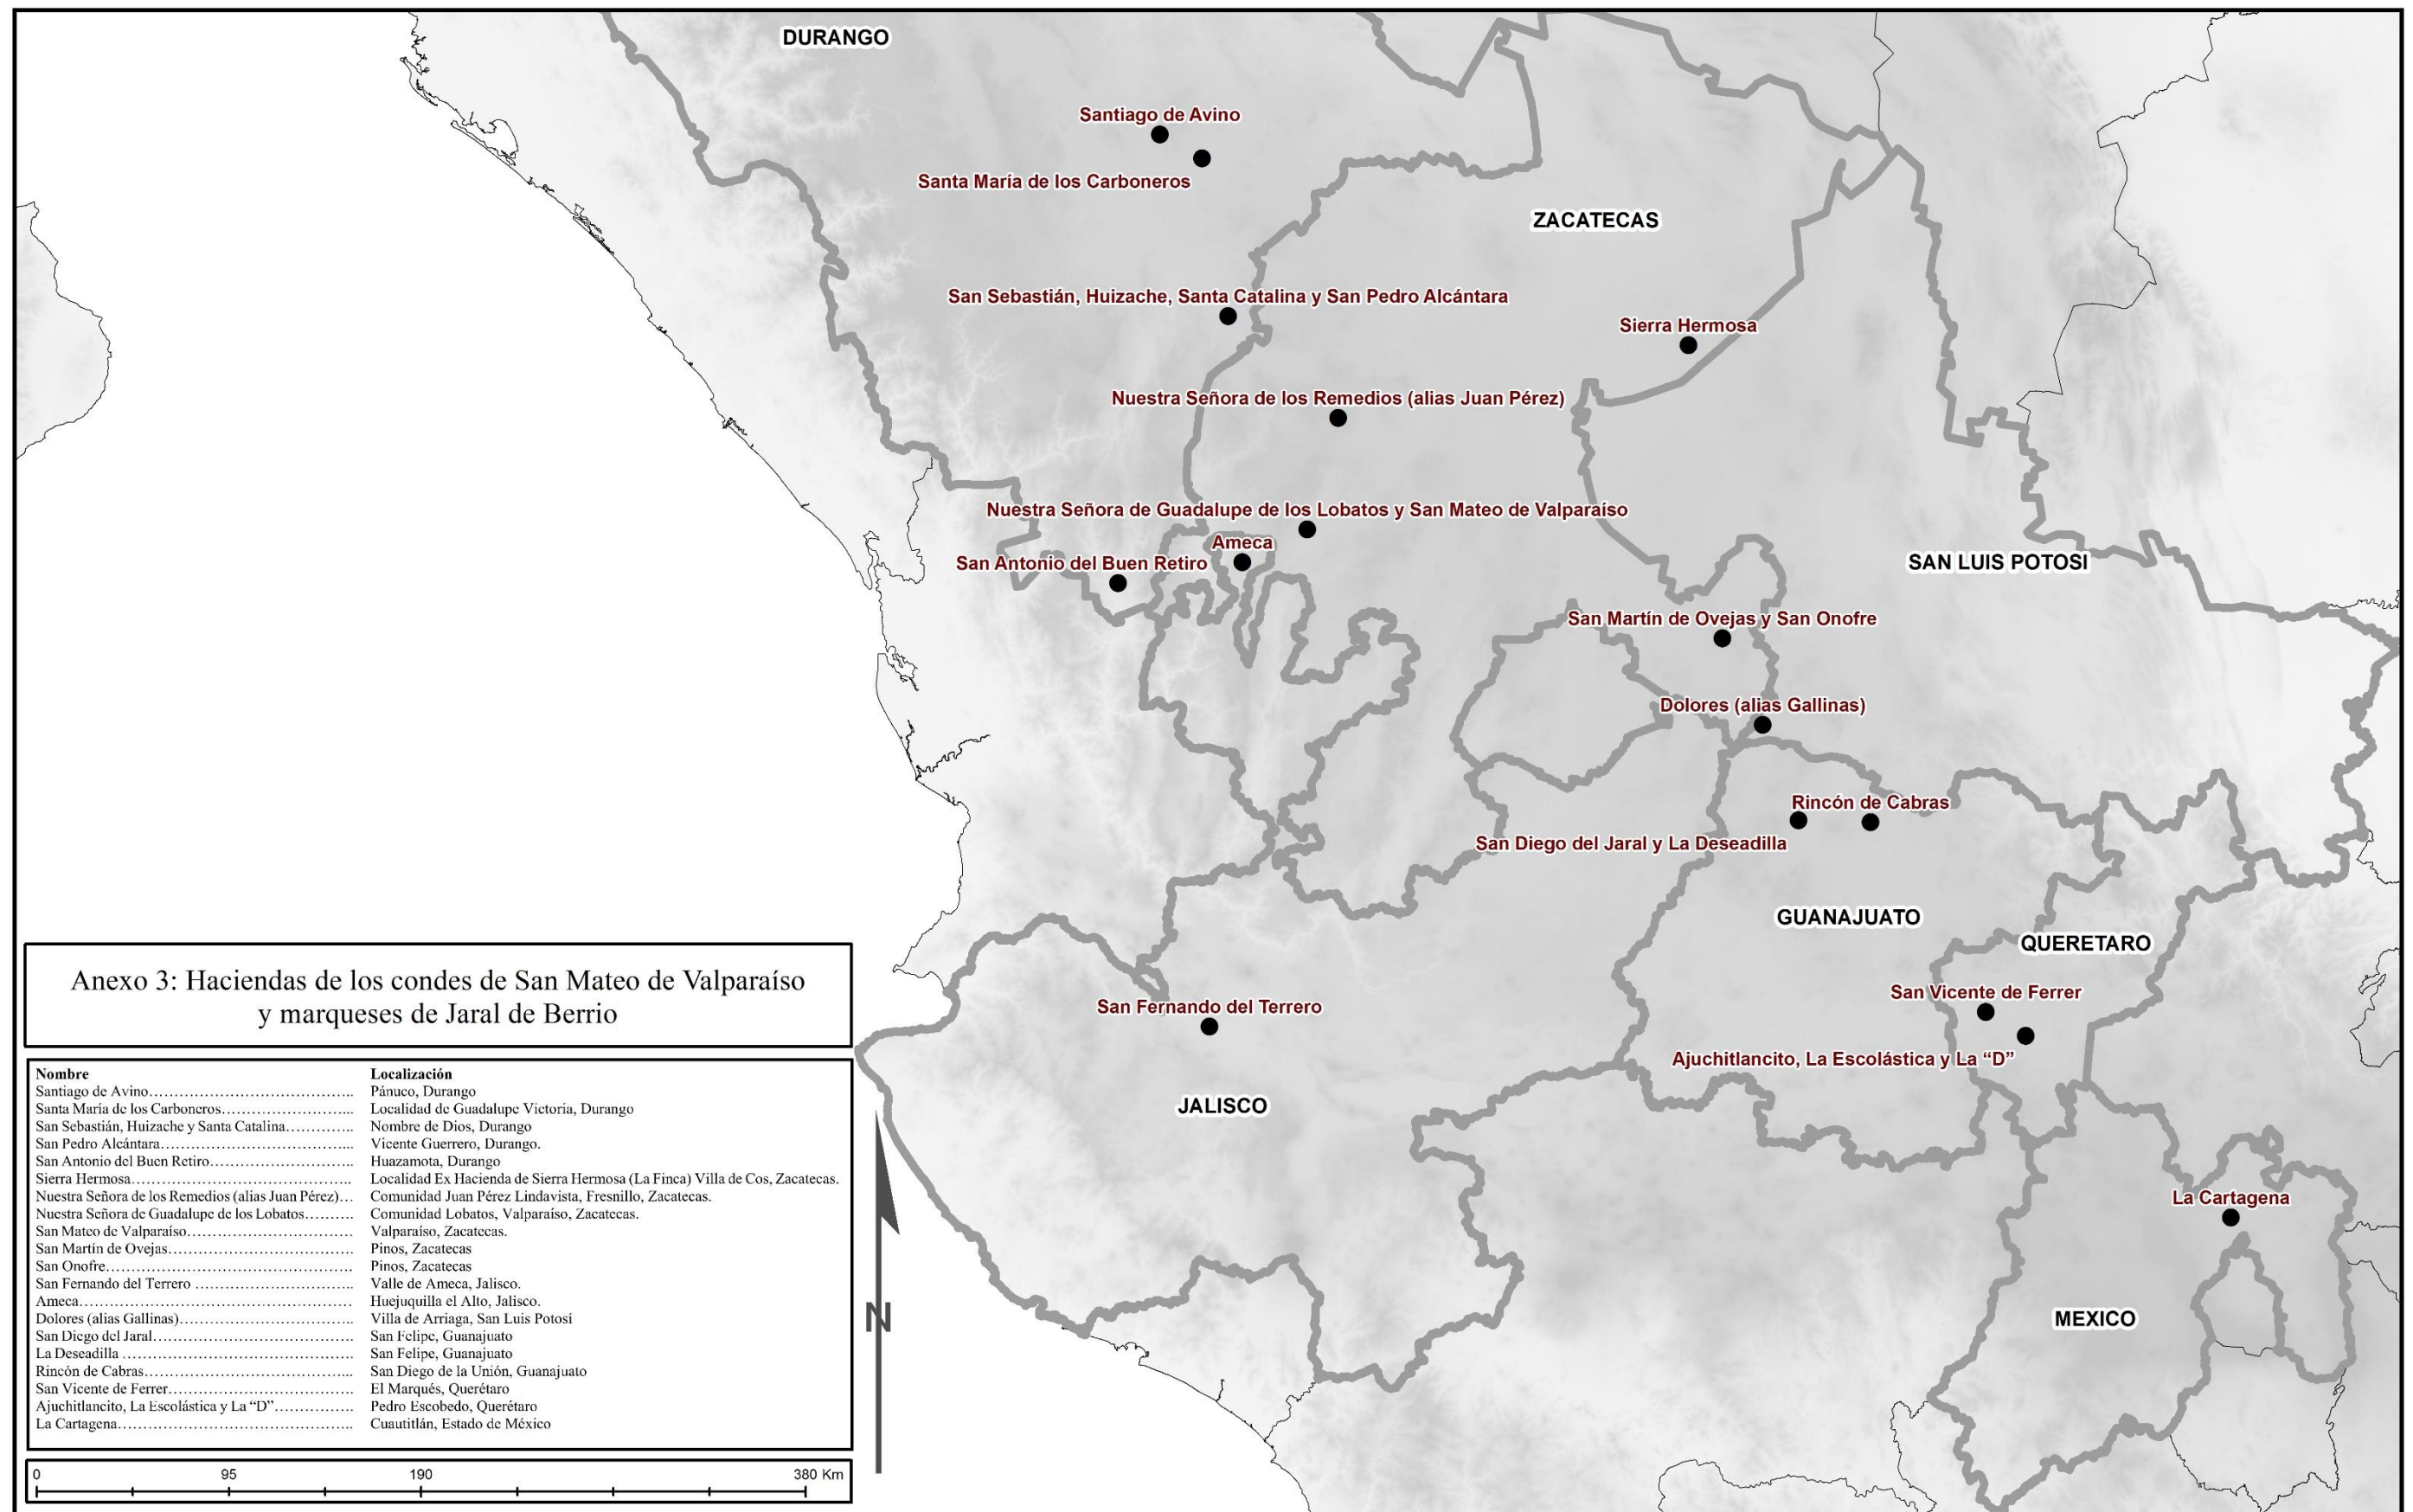 DURANGO
Santiago de Avino
Santa María de los Carboneros
ZACATECAS
San Sebastián, Huizache, Santa Catalina y San Pedro Alcántara
Sierra Hermosa
Nuestra Señora de los Remedios (alias Juan Pérez)
Nuestra Señora de Guadalupe de los Lobatos y San Mateo de Valparaíso
Ameca
San Antonio del Buen Retiro
SAN LUIS POTOSI
San Martín de Ovejas y San Onofre
Dolores (alias Gallinas)
Rincón de Cabras
San Diego del Jaral y La Deseadilla
GUANAJUATO
QUERETARO
San Vicente de Ferrer
San Fernando del Terrero
Ajuchitlancito, La Escolástica y La “D”
JALISCO
La Cartagena
MEXICO
Anexo 3: Haciendas de los condes de San Mateo de Valparaíso
y marqueses de Jaral de Berrio
Nombre Localización
Santiago de Avino.......................................... Pánuco, Durango
Santa María de los Carboneros.......................... Localidad de Guadalupe Victoria, Durango
San Sebastián, Huizache y Santa Catalina............. Nombre de Dios, Durango
San Pedro Alcántara....................................... Vicente Guerrero, Durango.
San Antonio del Buen Retiro............................ Huazamota, Durango
Sierra Hermosa............................................. Localidad Ex Hacienda de Sierra Hermosa (La Finca) Villa de Cos, Zacatecas.
Nuestra Señora de los Remedios (alias Juan Pérez)... Comunidad Juan Pérez Lindavista, Fresnillo, Zacatecas.
Nuestra Señora de Guadalupe de los Lobatos.......... Comunidad Lobatos, Valparaíso, Zacatecas.
San Mateo de Valparaíso................................. Valparaíso, Zacatecas.
San Martín de Ovejas..................................... Pinos, Zacatecas
San Onofre.................................................. Pinos, Zacatecas
San Fernando del Terrero ................................ Valle de Ameca, Jalisco.
Ameca........................................................ Huejuquilla el Alto, Jalisco.
Dolores (alias Gallinas)................................... Villa de Arriaga, San Luis Potosí
San Diego del Jaral........................................ San Felipe, Guanajuato
La Deseadilla .............................................. San Felipe, Guanajuato
Rincón de Cabras.......................................... San Diego de la Unión, Guanajuato
San Vicente de Ferrer..................................... El Marqués, Querétaro
Ajuchitlancito, La Escolástica y La “D”................ Pedro Escobedo, Querétaro
La Cartagena............................................... Cuautitlán, Estado de México
N
0 95 190 380 Km